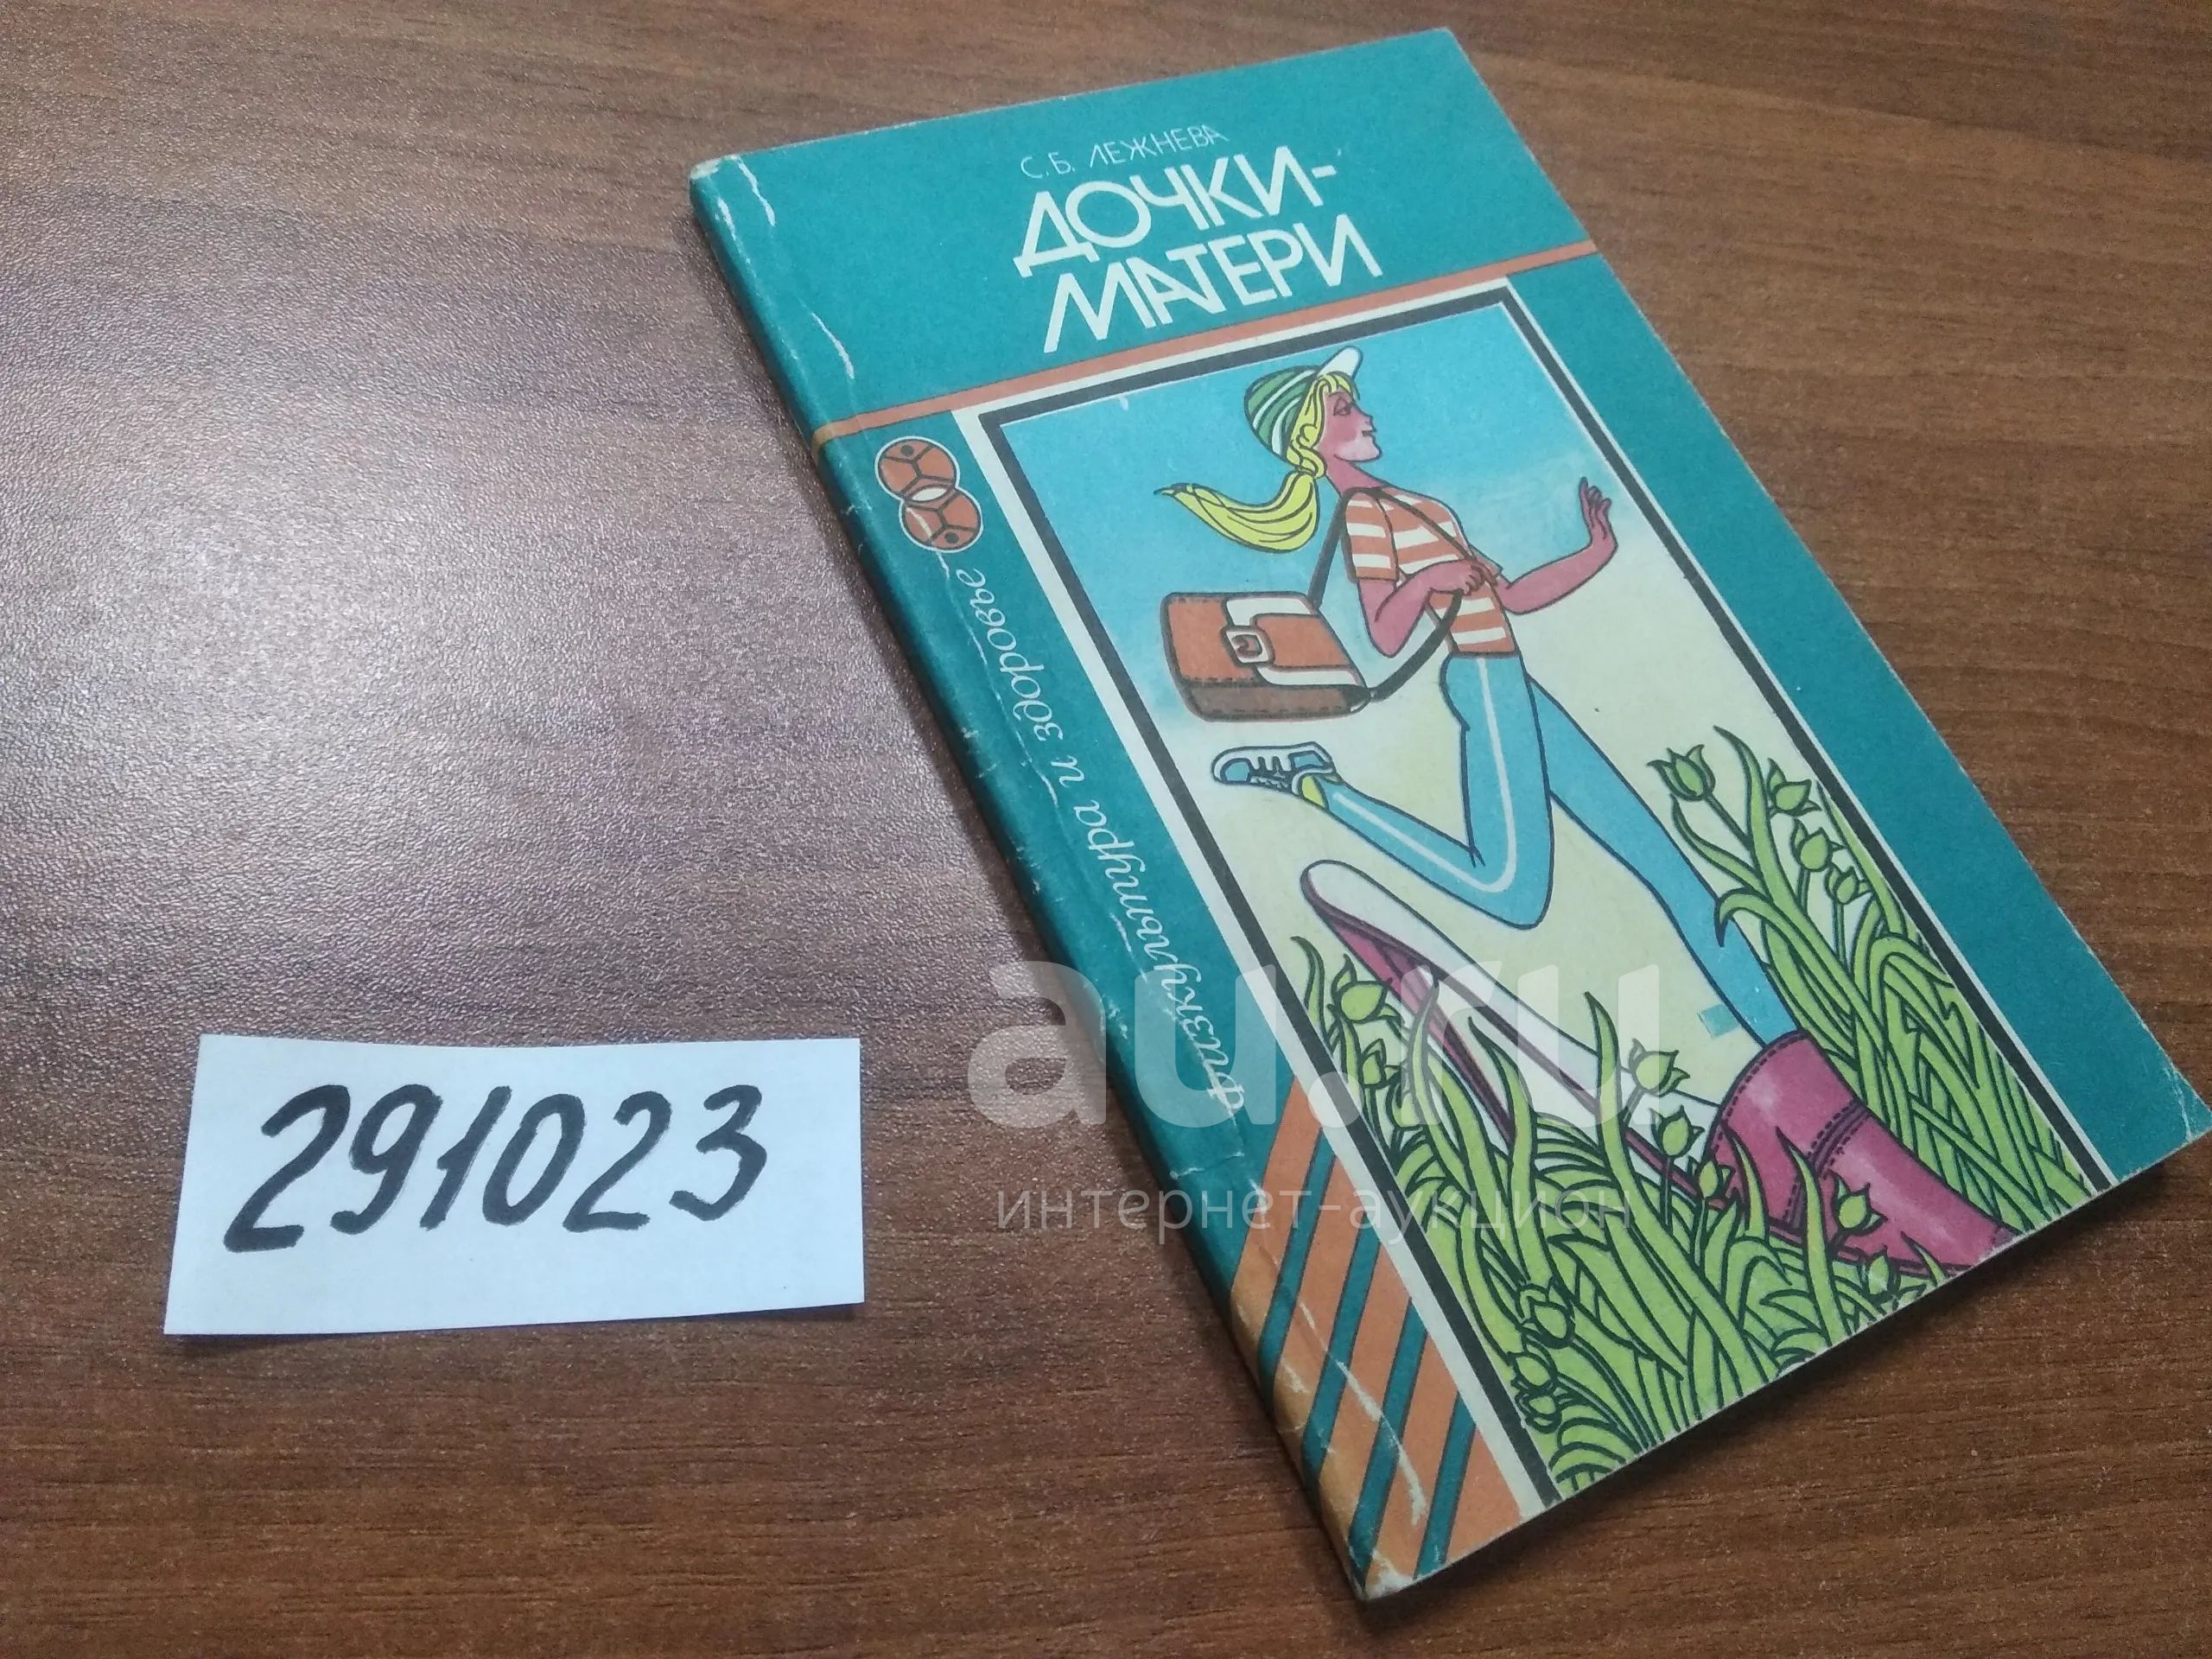 С.Б. ЛЕЖНЕВА
ДОЧКИ-
МАТЕРИ
Физкультура и здоровье
291023
au.ru
интернет-аукцион